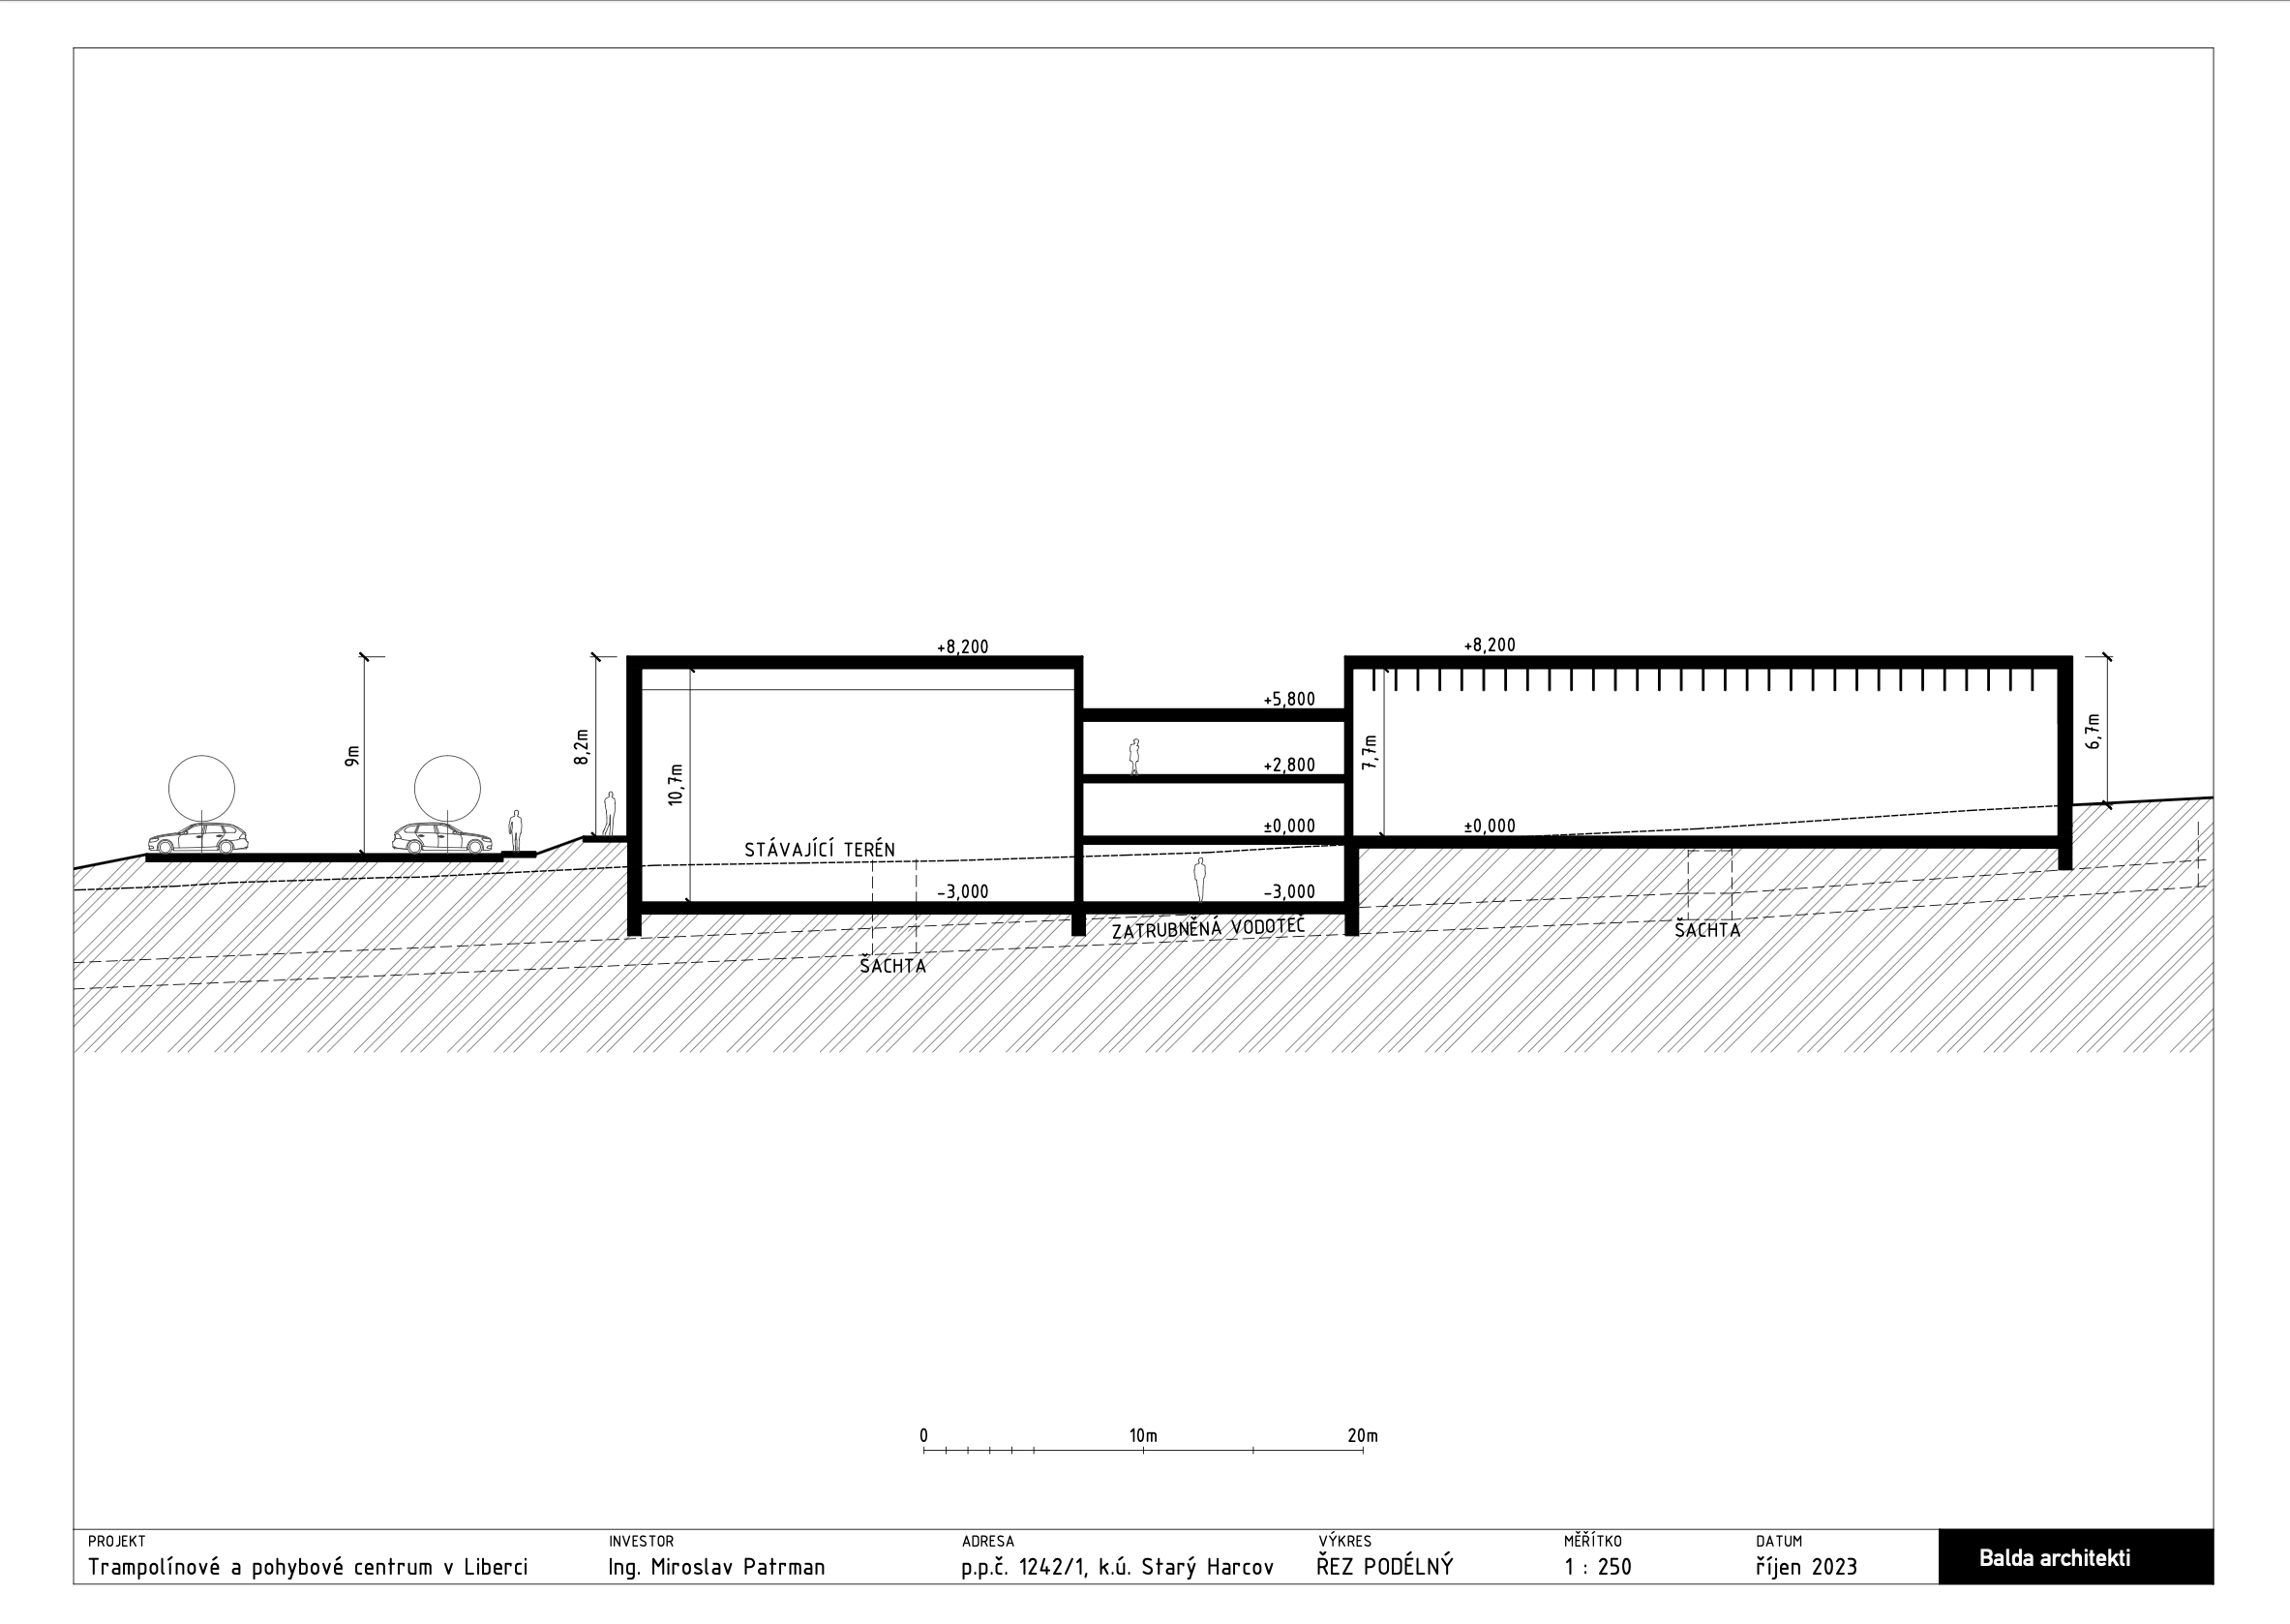 +8,200
+8,200
+5,800
+2,800
±0,000
±0,000
9m
8,2m
10,7m
7,7m
6,7m
STÁVAJÍCÍ TERÉN
-3,000
-3,000
ZATRUBNĚNÁ VODOTEČ
ŠACHTA
ŠACHTA
0 10m 20m
PROJEKT
Trampolínové a pohybové centrum v Liberci
INVESTOR
Ing. Miroslav Patrman
ADRESA
p.p.č. 1242/1, k.ú. Starý Harcov
VÝKRES
ŘEZ PODÉLNÝ
MĚŘÍTKO
1 : 250
DATUM
říjen 2023
Balda architekti